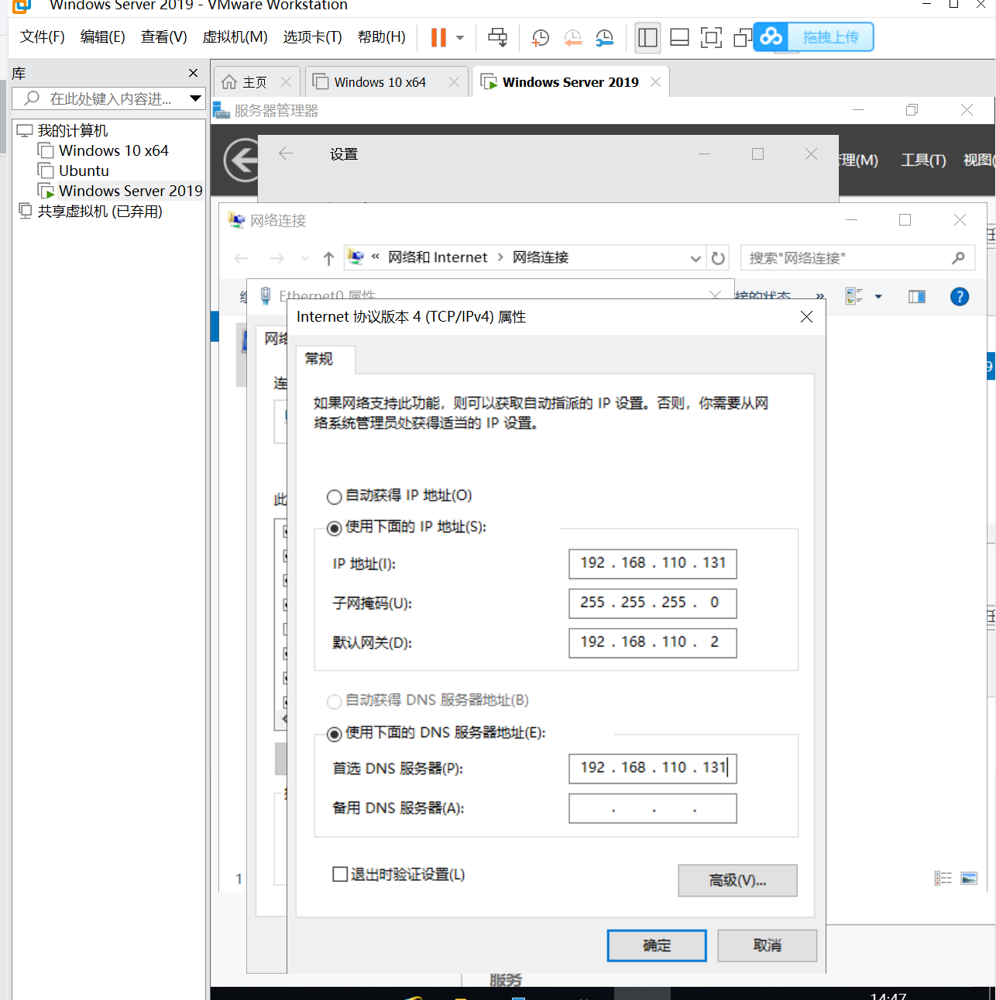 Windows Server 2019 - VMware Workstation
文件(F) 编辑(E) 查看(V) 虚拟机(M) 选项卡(T) 帮助(H)
拖拽上传
库
在此处键入内容进...
我的计算机
Windows 10 x64
Ubuntu
Windows Server 2019
共享虚拟机 (已弃用)
主页
Windows 10 x64
Windows Server 2019
服务器管理器
设置
理(M) 工具(T) 视图(
网络连接
« 网络和 Internet › 网络连接
搜索"网络连接"
Ethernet0 属性
接的状态 »
Internet 协议版本 4 (TCP/IPv4) 属性
网络
连
此
常规
如果网络支持此功能，则可以获取自动指派的 IP 设置。否则，你需要从网
络系统管理员处获得适当的 IP 设置。
自动获得 IP 地址(O)
使用下面的 IP 地址(S):
IP 地址(I): 192 . 168 . 110 . 131
子网掩码(U): 255 . 255 . 255 . 0
默认网关(D): 192 . 168 . 110 . 2
自动获得 DNS 服务器地址(B)
使用下面的 DNS 服务器地址(E):
首选 DNS 服务器(P): 192 . 168 . 110 . 131
备用 DNS 服务器(A): . . .
退出时验证设置(L)
高级(V)...
1
确定 取消
服务
14:47